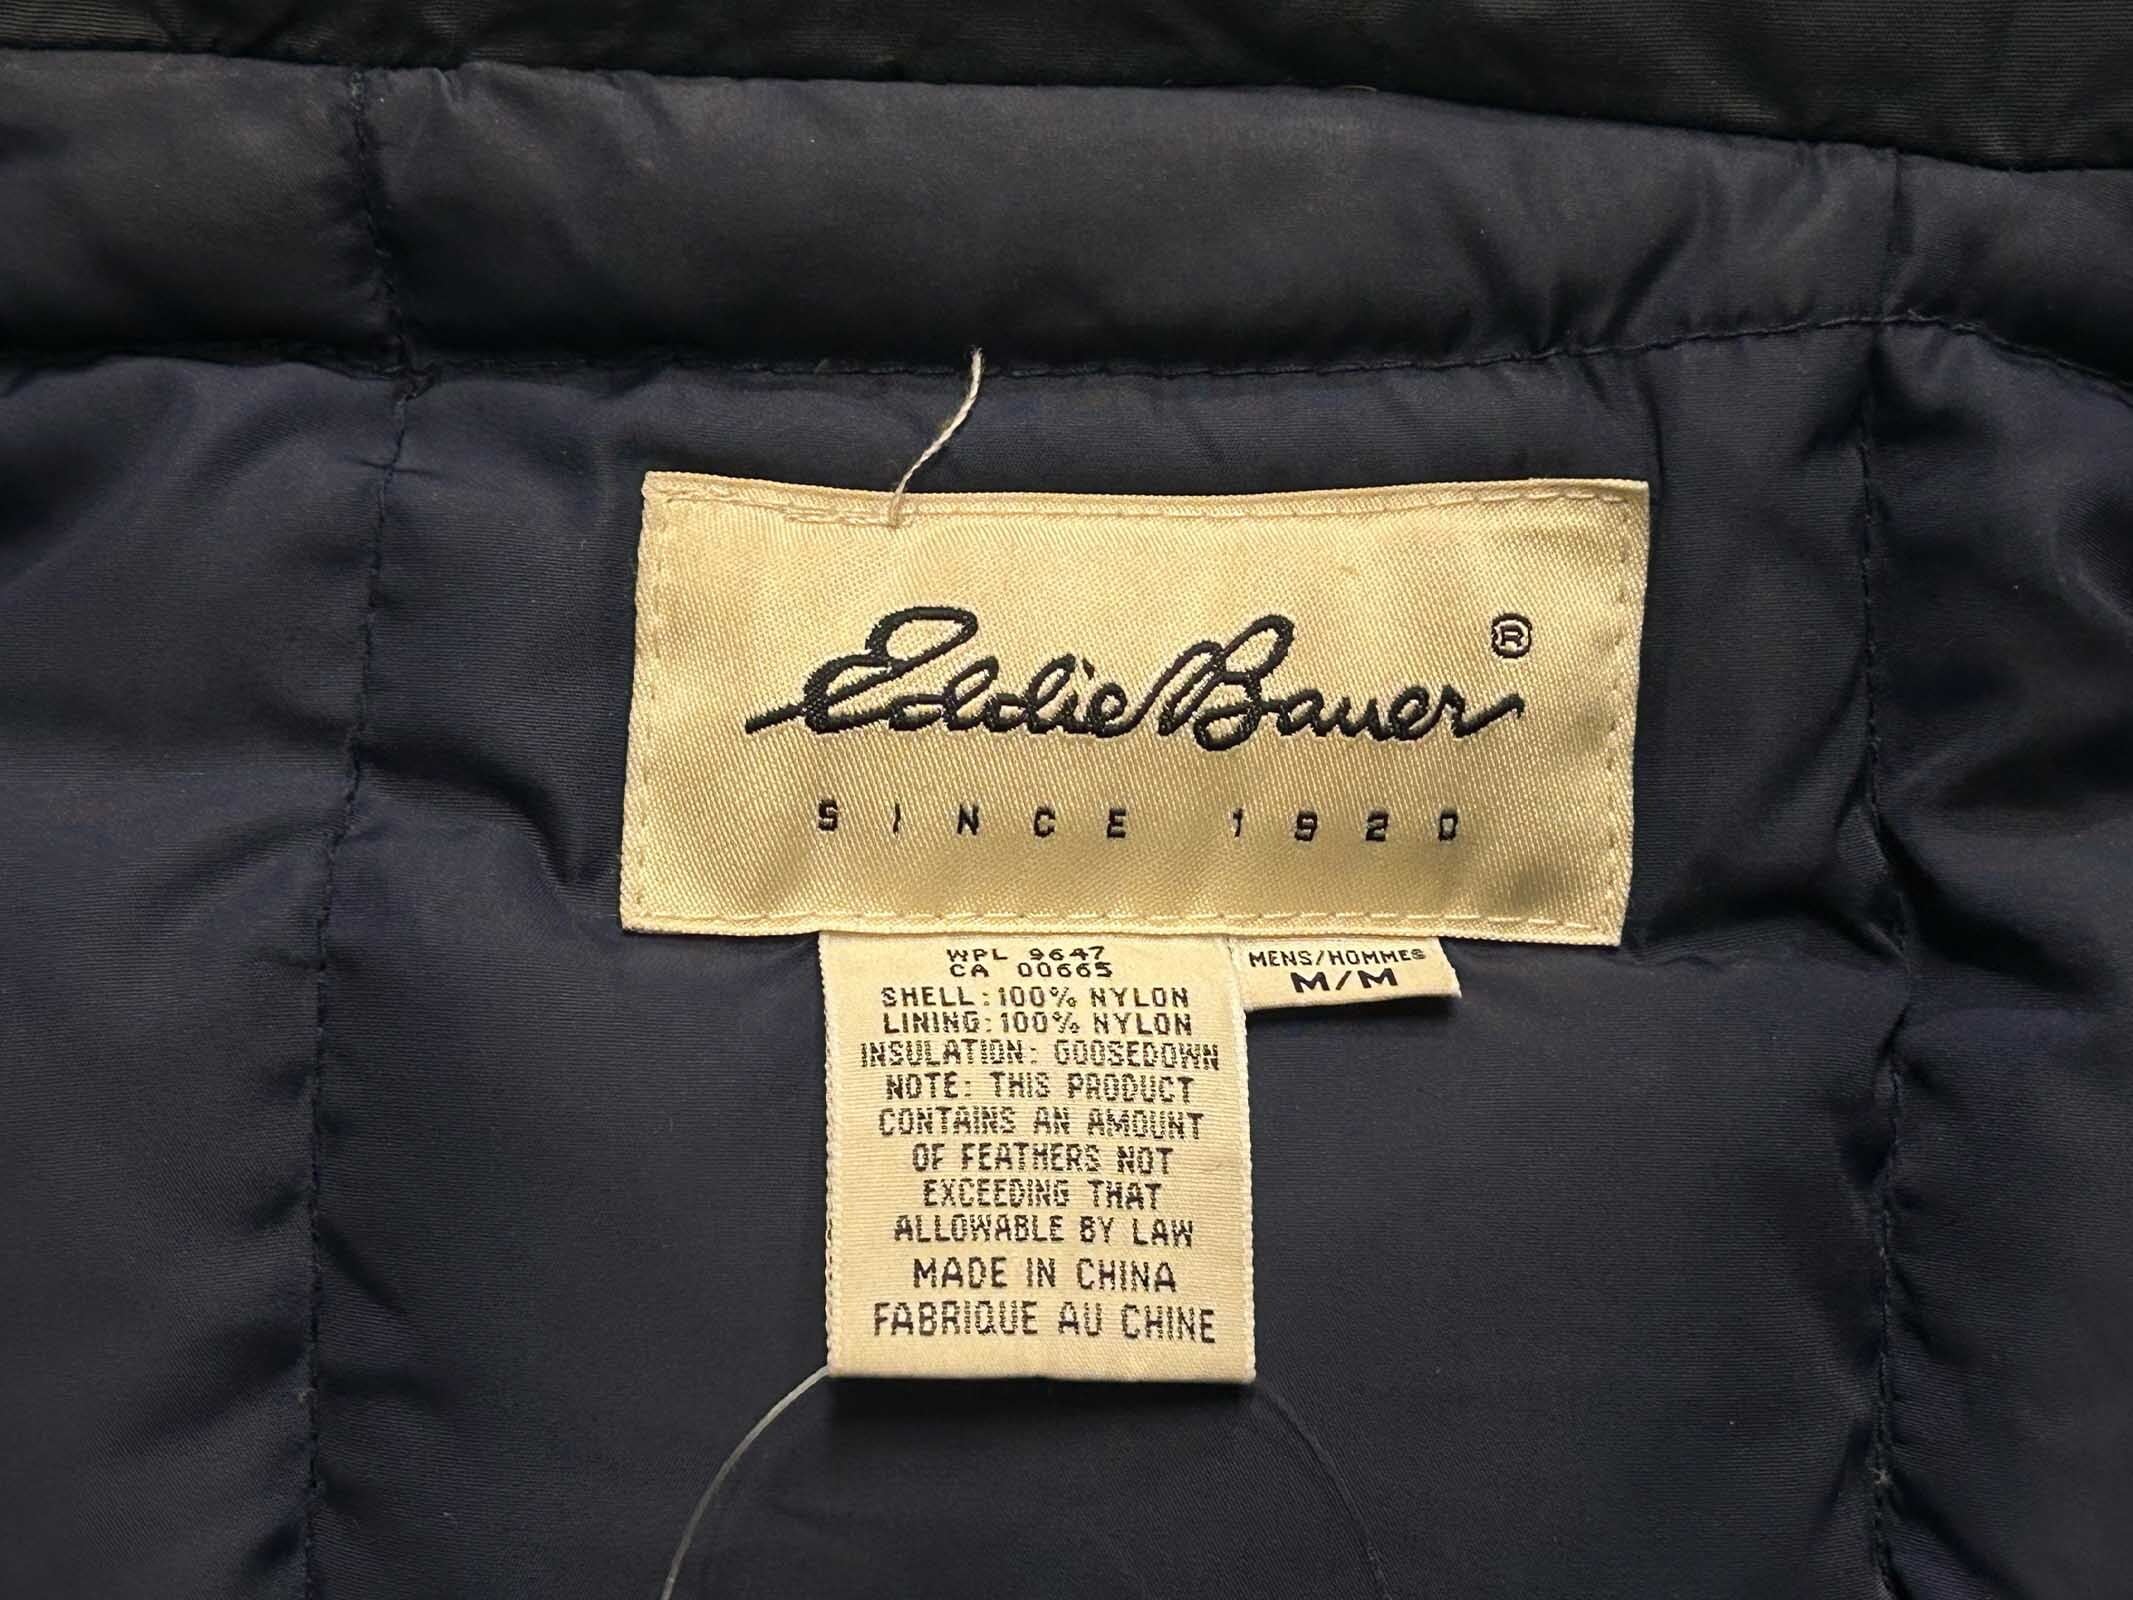 Eddie Bauer ®
SINCE 1920
WPL 9647
CA 00665
SHELL: 100% NYLON
LINING: 100% NYLON
INSULATION: GOOSEDOWN
NOTE: THIS PRODUCT
CONTAINS AN AMOUNT
OF FEATHERS NOT
EXCEEDING THAT
ALLOWABLE BY LAW
MADE IN CHINA
FABRIQUE AU CHINE
MENS/HOMMES
M/M